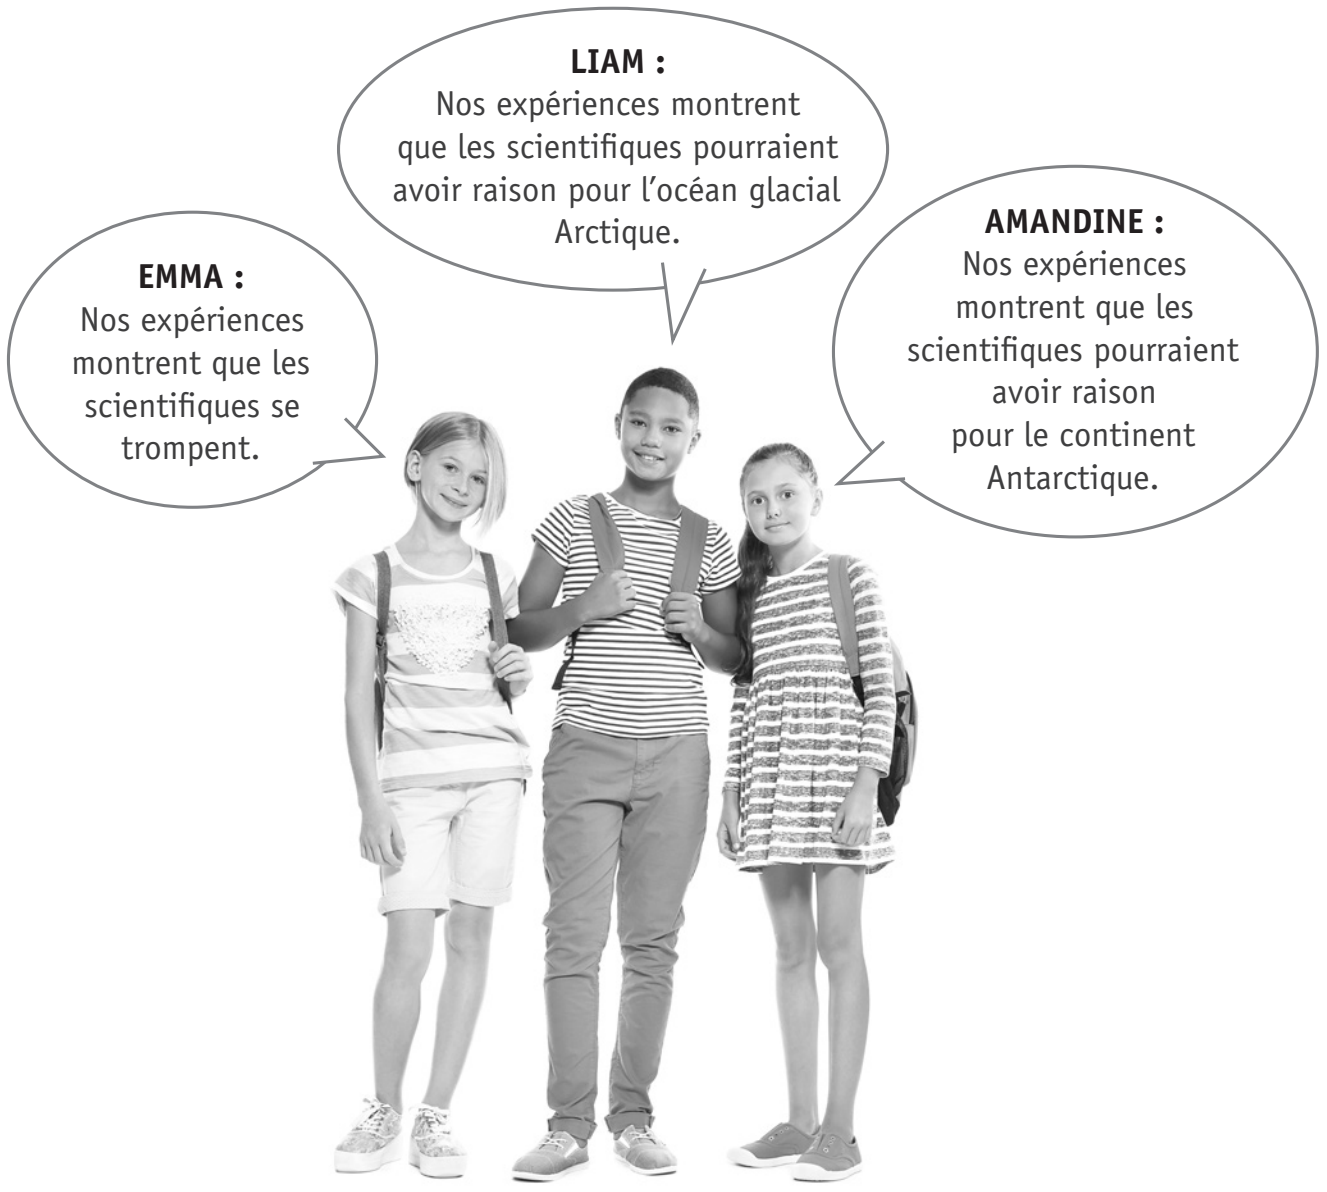 LIAM :
Nos expériences montrent
que les scientifiques pourraient
avoir raison pour l’océan glacial
Arctique.
EMMA :
Nos expériences
montrent que les
scientifiques se
trompent.
AMANDINE :
Nos expériences
montrent que les
scientifiques pourraient
avoir raison
pour le continent
Antarctique.